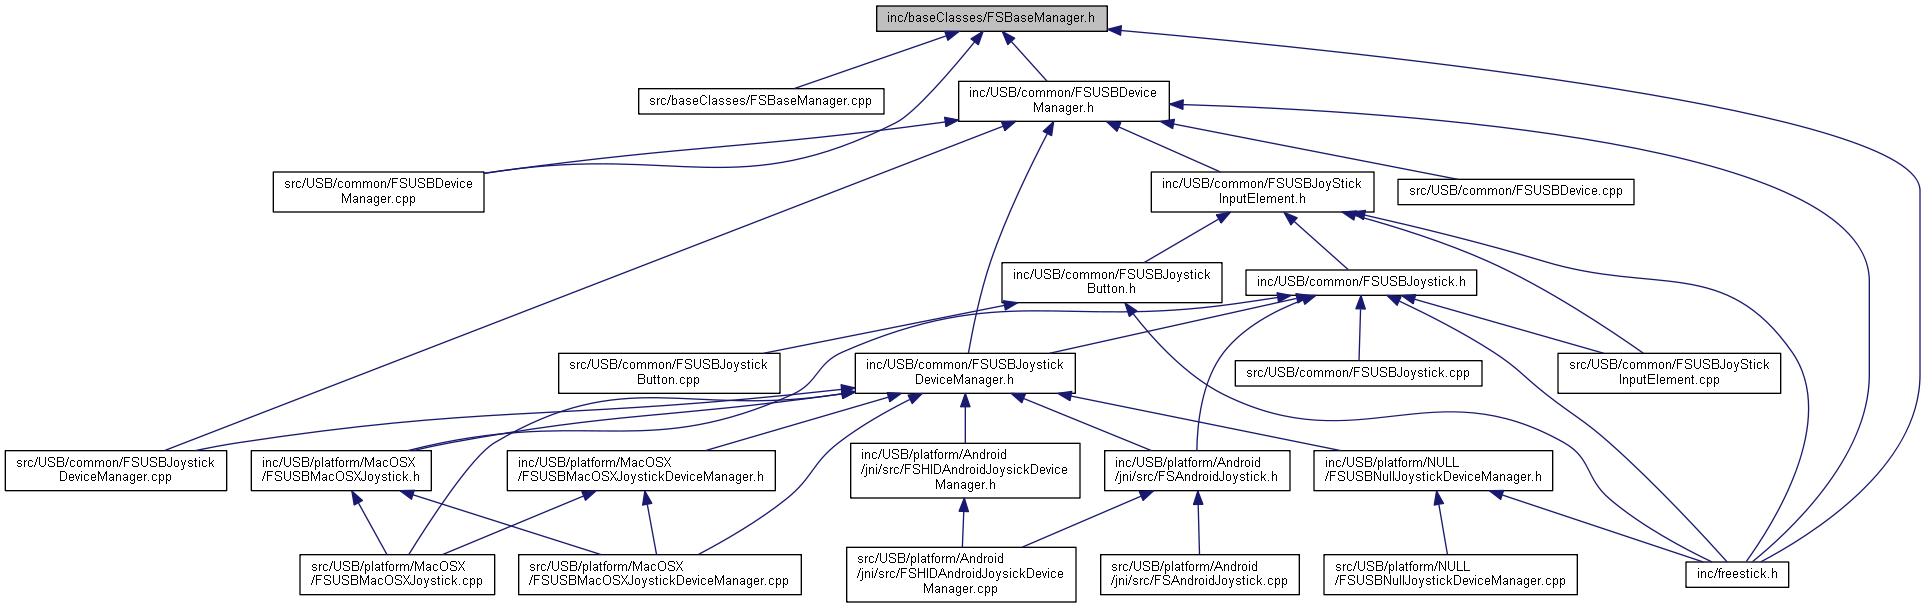 inc/baseClasses/FSBaseManager.h
src/baseClasses/FSBaseManager.cpp
inc/USB/common/FSUSBDevice
Manager.h
src/USB/common/FSUSBDevice
Manager.cpp
inc/USB/common/FSUSBJoyStick
InputElement.h
src/USB/common/FSUSBDevice.cpp
inc/USB/common/FSUSBJoystick
Button.h
inc/USB/common/FSUSBJoystick.h
src/USB/common/FSUSBJoystick
Button.cpp
inc/USB/common/FSUSBJoystick
DeviceManager.h
src/USB/common/FSUSBJoystick.cpp
src/USB/common/FSUSBJoyStick
InputElement.cpp
src/USB/common/FSUSBJoystick
DeviceManager.cpp
inc/USB/platform/MacOSX
/FSUSBMacOSXJoystick.h
inc/USB/platform/MacOSX
/FSUSBMacOSXJoystickDeviceManager.h
inc/USB/platform/Android
/jni/src/FSHIDAndroidJoysickDevice
Manager.h
inc/USB/platform/Android
/jni/src/FSAndroidJoystick.h
inc/USB/platform/NULL
/FSUSBNullJoystickDeviceManager.h
src/USB/platform/MacOSX
/FSUSBMacOSXJoystick.cpp
src/USB/platform/MacOSX
/FSUSBMacOSXJoystickDeviceManager.cpp
src/USB/platform/Android
/jni/src/FSHIDAndroidJoysickDevice
Manager.cpp
src/USB/platform/Android
/jni/src/FSAndroidJoystick.cpp
src/USB/platform/NULL
/FSUSBNullJoystickDeviceManager.cpp
inc/freestick.h